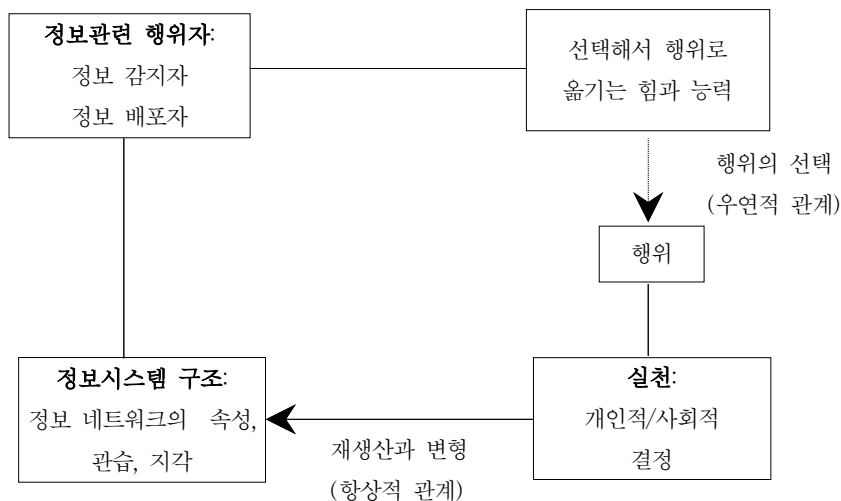 정보관련 행위자:
정보 감지자
정보 배포자
선택해서 행위로
옮기는 힘과 능력
행위의 선택
(우연적 관계)
행위
정보시스템 구조:
정보 네트워크의 속성,
관습, 지각
재생산과 변형
(항상적 관계)
실천:
개인적/사회적
결정